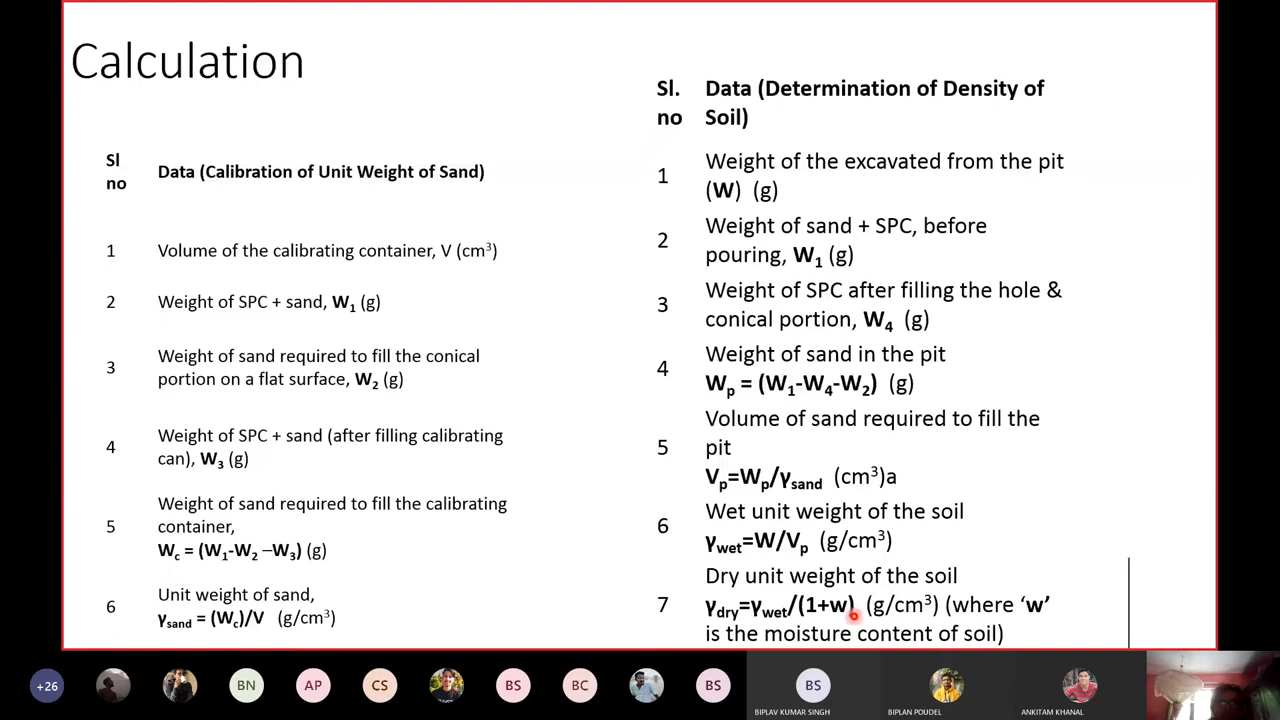 Calculation
Sl
no
Data (Calibration of Unit Weight of Sand)
1
Volume of the calibrating container, V (cm³)
2
Weight of SPC + sand, W₁ (g)
3
Weight of sand required to fill the conical
portion on a flat surface, W₂ (g)
4
Weight of SPC + sand (after filling calibrating
can), W₃ (g)
5
Weight of sand required to fill the calibrating
container,
W꜀ = (W₁-W₂ –W₃) (g)
6
Unit weight of sand,
γsand = (Wc)/V (g/cm³)
Sl.
no
Data (Determination of Density of
Soil)
1
Weight of the excavated from the pit
(W) (g)
2
Weight of sand + SPC, before
pouring, W₁ (g)
3
Weight of SPC after filling the hole &
conical portion, W₄ (g)
4
Weight of sand in the pit
Wp = (W₁-W₄-W₂) (g)
5
Volume of sand required to fill the
pit
Vp=Wp/γsand (cm³)a
6
Wet unit weight of the soil
γwet=W/Vp (g/cm³)
7
Dry unit weight of the soil
γdry=γwet/(1+w) (g/cm³) (where ‘w’
is the moisture content of soil)
+26
BN
AP
CS
BS
BC
BS
BS
BIPLAV KUMAR SINGH
BIPLAN POUDEL
ANKITAM KHANAL